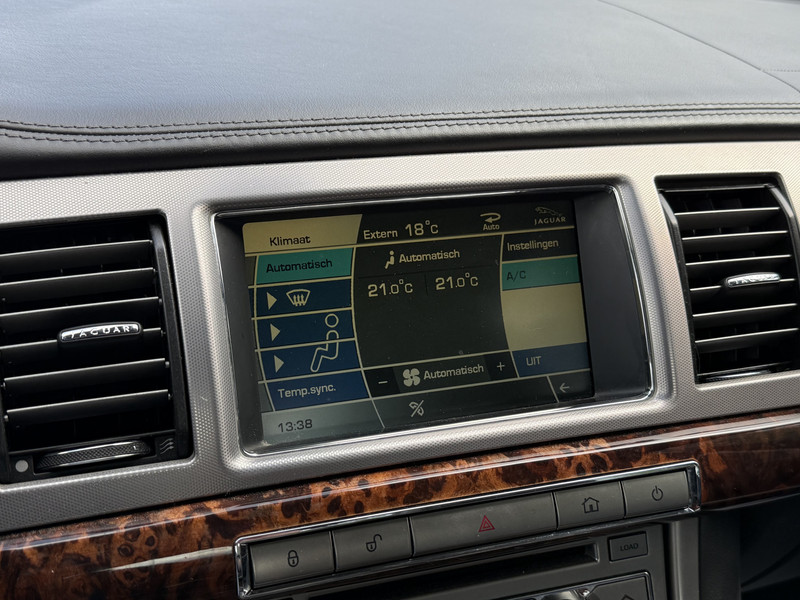 Klimaat
Extern 18°C
Auto
JAGUAR
Automatisch
Automatisch
Instellingen
21.0°C
21.0°C
A/C
UIT
Temp.sync.
–
Automatisch
+
13:38
JAGUAR
JAGUAR
LOAD